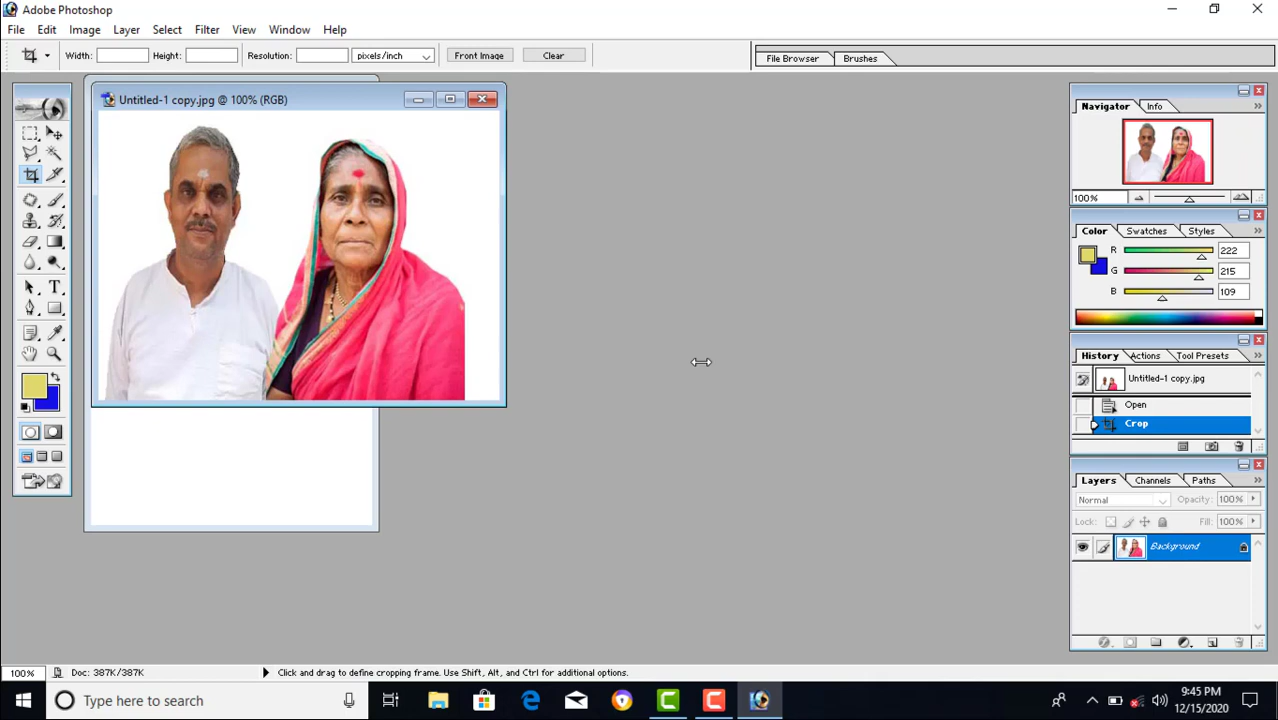 Adobe Photoshop
File Edit Image Layer Select Filter View Window Help
Width: Height: Resolution: pixels/inch Front Image Clear File Browser Brushes
Untitled-1 copy.jpg @ 100% (RGB)
Navigator Info
100%
Color Swatches Styles
R 222
G 215
B 109
History Actions Tool Presets
Untitled-1 copy.jpg
Open
Crop
Layers Channels Paths
Normal Opacity: 100%
Lock: Fill: 100%
Background
100% Doc: 387K/387K Click and drag to define cropping frame. Use Shift, Alt, and Ctrl for additional options.
Type here to search
9:45 PM
12/15/2020